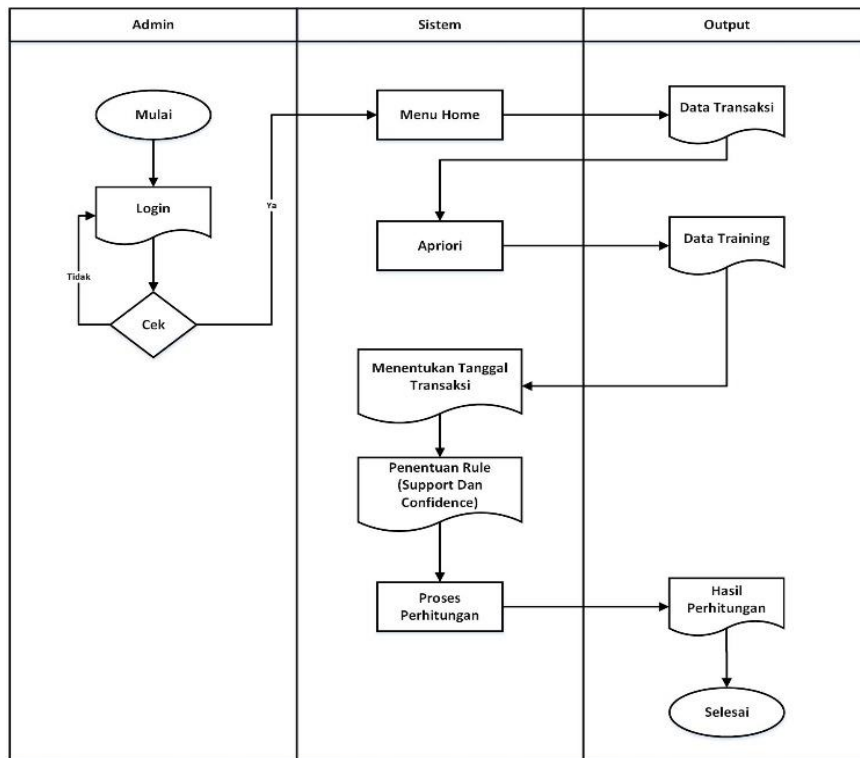 Admin
Sistem
Output
Mulai
Menu Home
Data Transaksi
Login
Ya
Apriori
Data Training
Tidak
Cek
Menentukan Tanggal
Transaksi
Penentuan Rule
(Support Dan
Confidence)
Proses
Perhitungan
Hasil
Perhitungan
Selesai